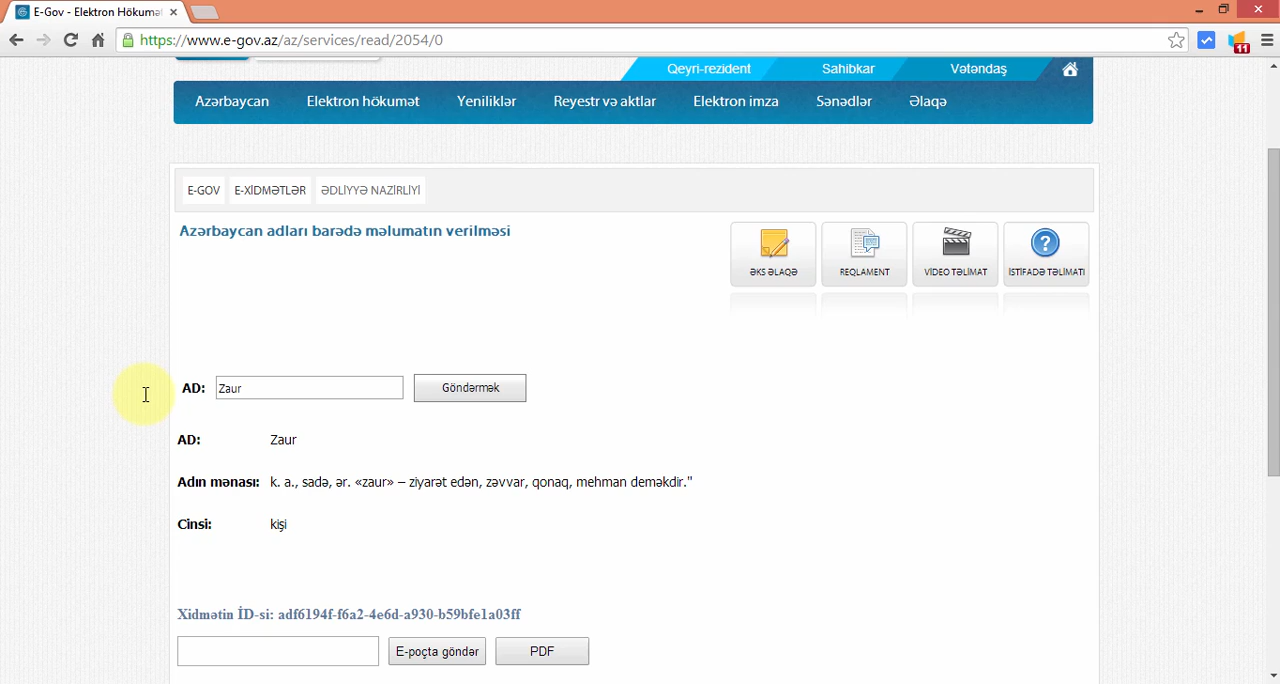 E-Gov - Elektron Hökumə
https://www.e-gov.az/az/services/read/2054/0
11
Qeyri-rezident Sahibkar Vətəndaş
Azərbaycan Elektron hökumət Yeniliklər Reyestr və aktlar Elektron imza Sənədlər Əlaqə
E-GOV E-XİDMƏTLƏR ƏDLİYYƏ NAZİRLİYİ
Azərbaycan adları barədə məlumatın verilməsi
ƏKS ƏLAQƏ REQLAMENT VİDEO TƏLİMAT İSTİFADƏ TƏLİMATI
AD: Zaur Göndərmək
AD: Zaur
Adın mənası: k. a., sadə, ər. «zaur» – ziyarət edən, zəvvar, qonaq, mehman deməkdir."
Cinsi: kişi
Xidmətin İD-si: adf6194f-f6a2-4e6d-a930-b59bfe1a03ff
E-poçta göndər PDF